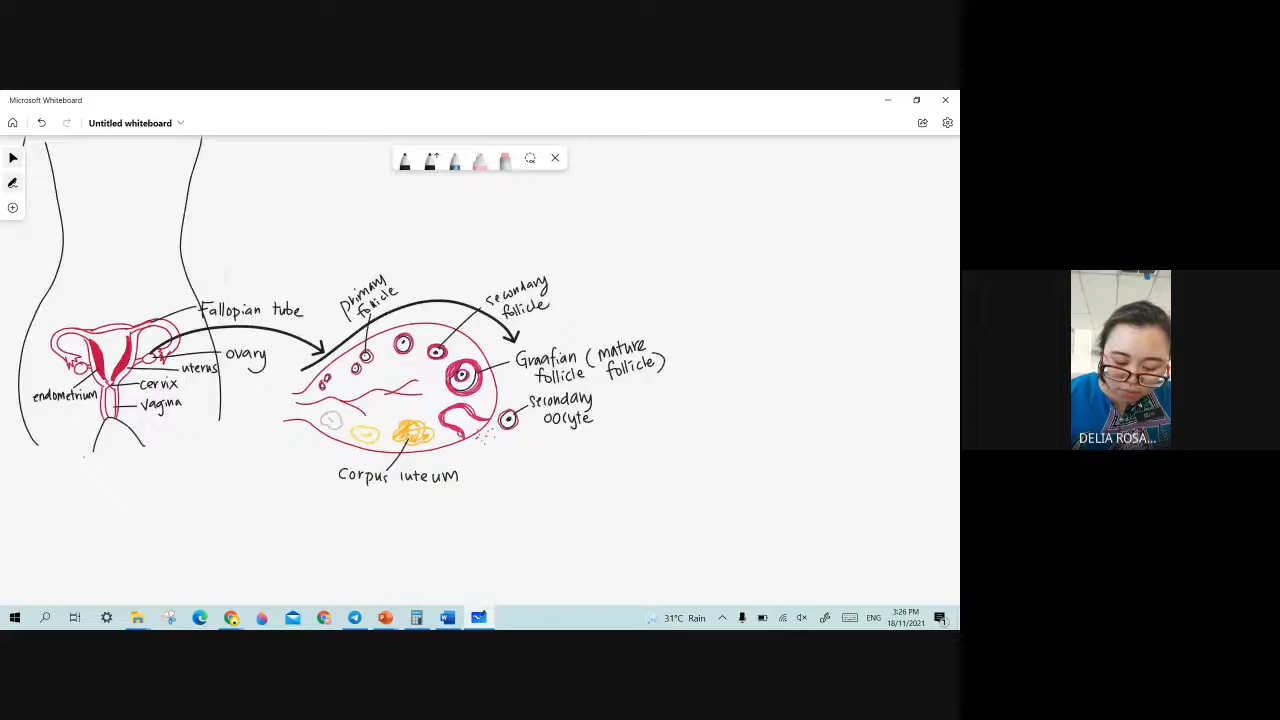 Microsoft Whiteboard
Untitled whiteboard
Fallopian tube
ovary
uterus
endometrium
cervix
vagina
primary
follicle
secondary
follicle
Graafian (mature
follicle follicle)
secondary
oocyte
Corpus luteum
DELIA ROSA...
31°C Rain
ENG
3:26 PM
18/11/2021